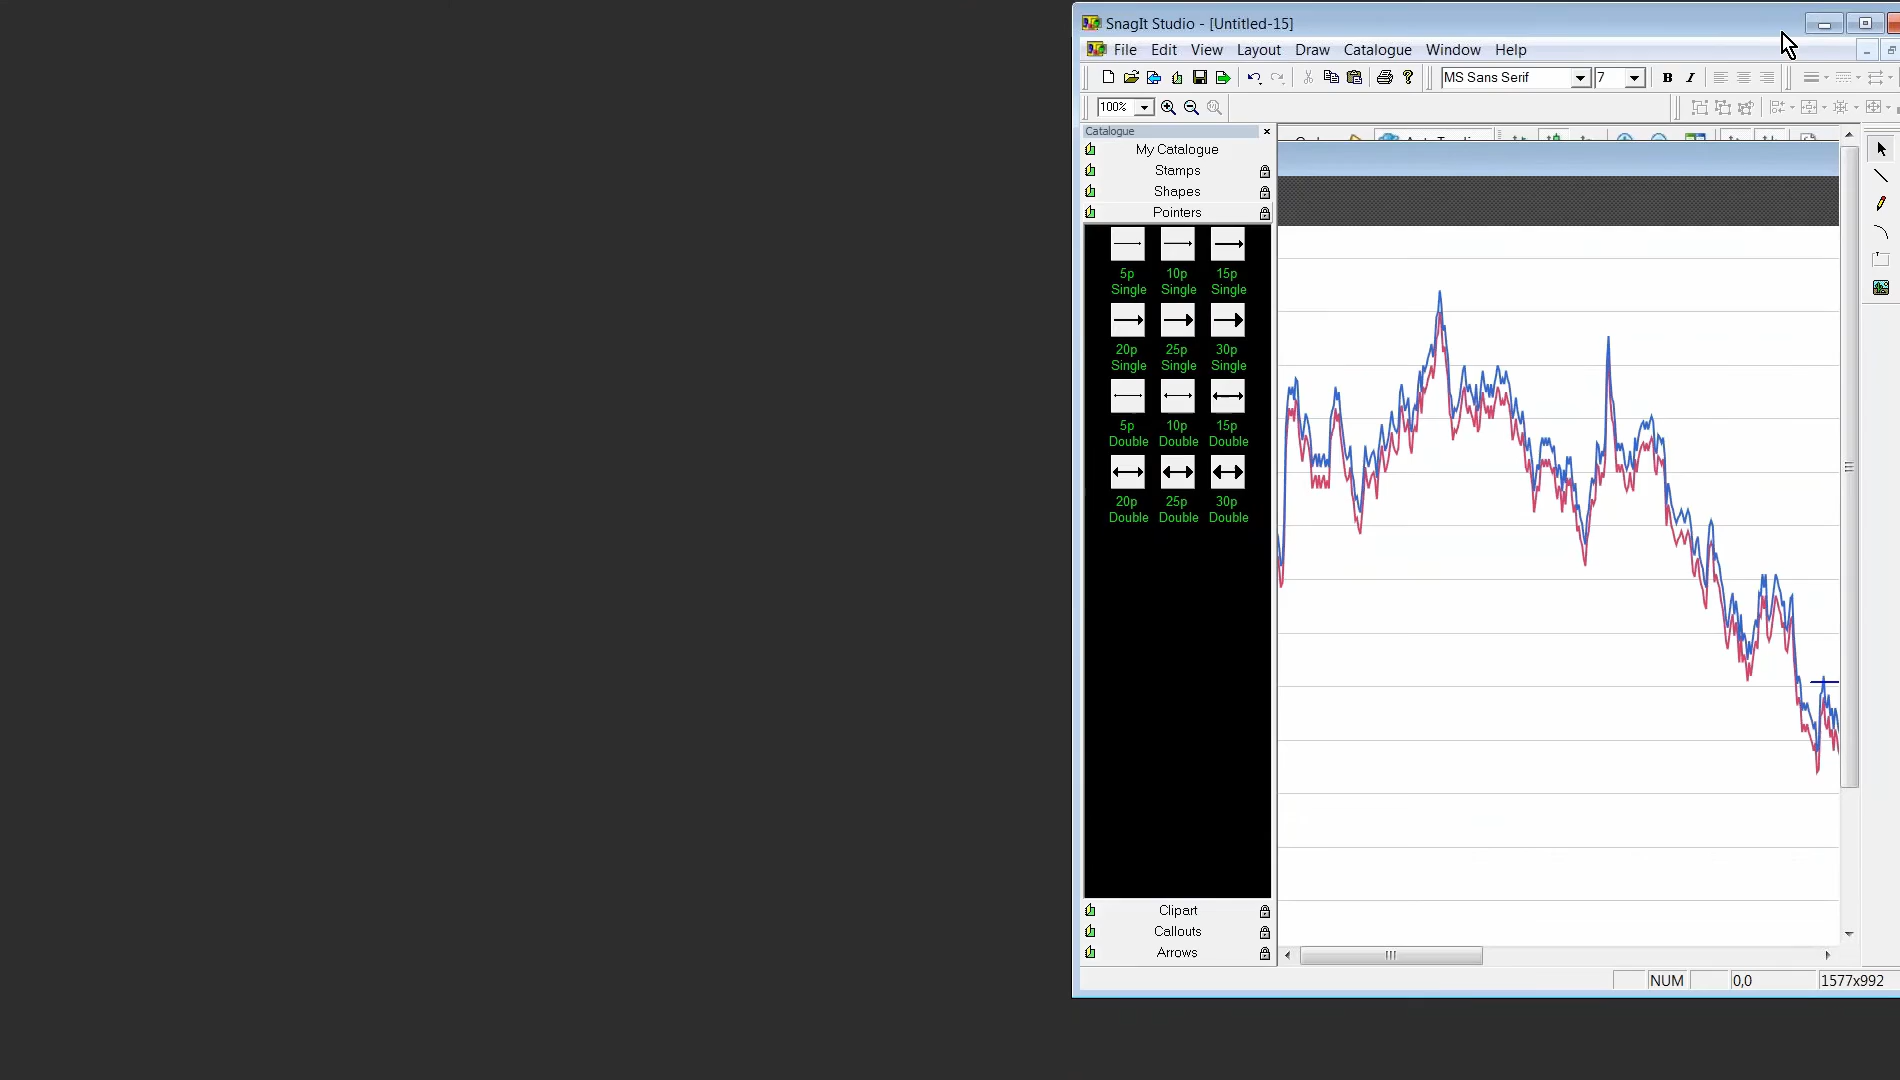 SnagIt Studio - [Untitled-15]
File Edit View Layout Draw Catalogue Window Help
MS Sans Serif 7 B I
100%
Catalogue
My Catalogue
Stamps
Shapes
Pointers
5p Single 10p Single 15p Single
20p Single 25p Single 30p Single
5p Double 10p Double 15p Double
20p Double 25p Double 30p Double
Clipart
Callouts
Arrows
NUM 0,0 1577x992